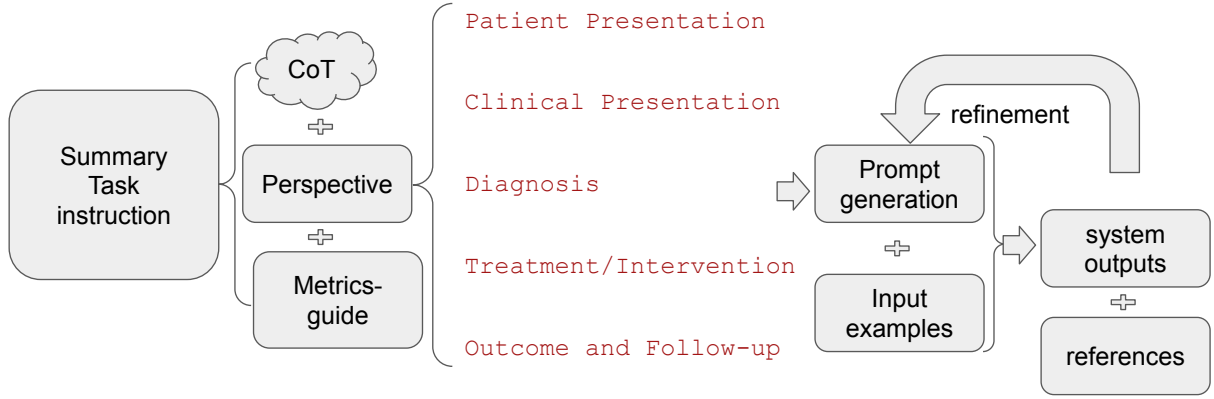 Summary
Task
instruction
CoT
Perspective
Metrics-
guide
Patient Presentation
Clinical Presentation
Diagnosis
Treatment/Intervention
Outcome and Follow-up
refinement
Prompt
generation
Input
examples
system
outputs
references